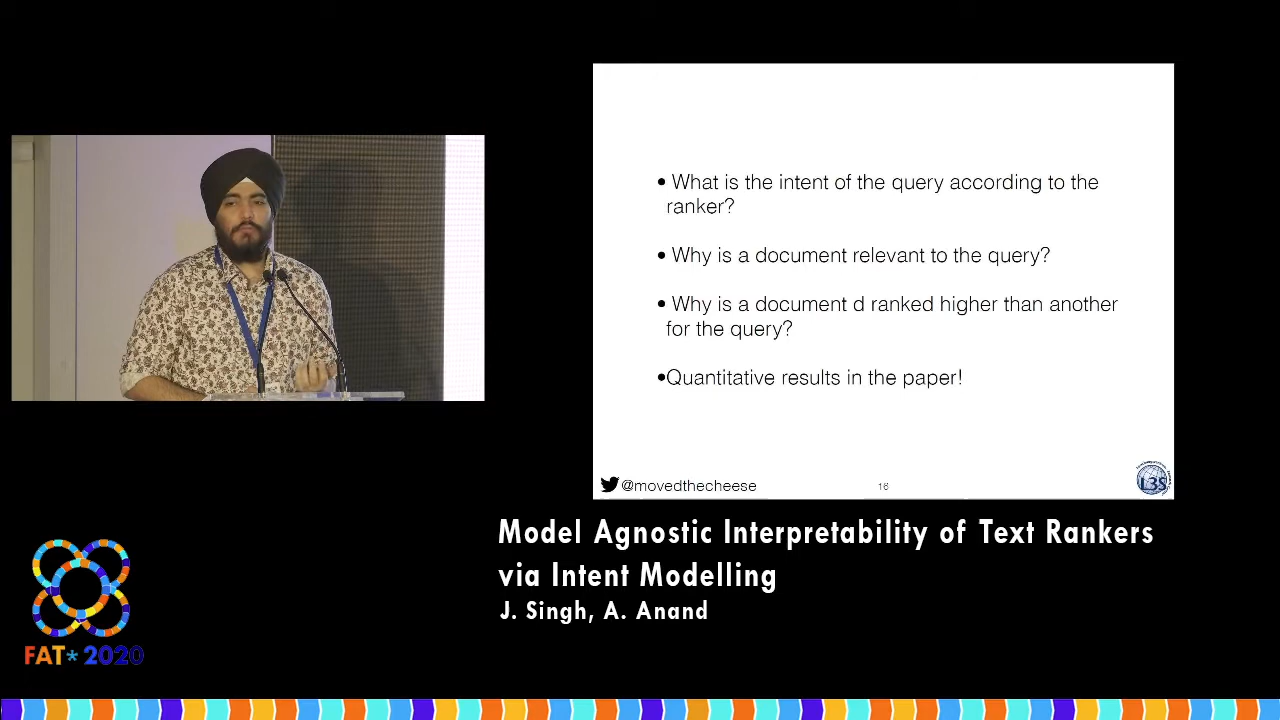 • What is the intent of the query according to the
ranker?
• Why is a document relevant to the query?
• Why is a document d ranked higher than another
for the query?
•Quantitative results in the paper!
@movedthecheese
16
L3S
Model Agnostic Interpretability of Text Rankers
via Intent Modelling
J. Singh, A. Anand
FAT* 2020